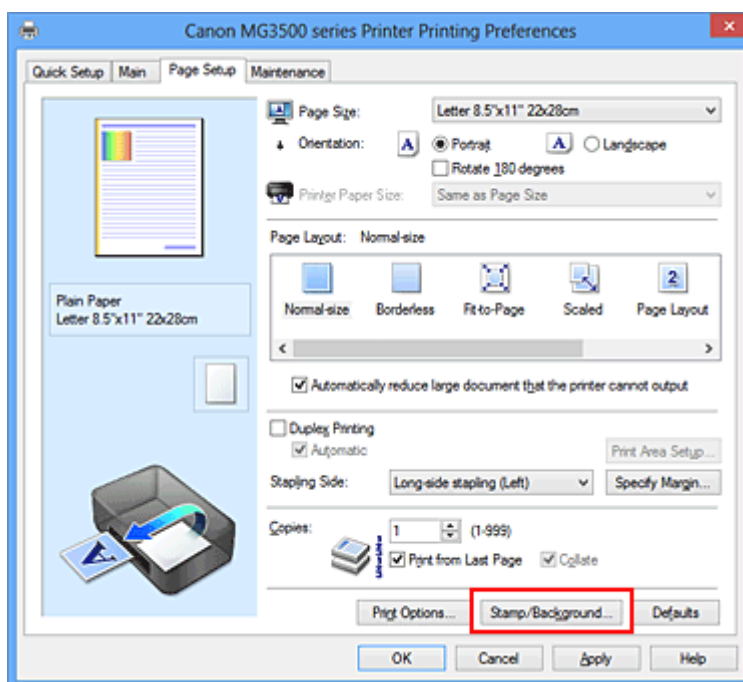 Canon MG3500 series Printer Printing Preferences
Quick Setup Main Page Setup Maintenance
Page Size: Letter 8.5"x11" 22x28cm
Orientation: A Portrait A Landscape
Rotate 180 degrees
Printer Paper Size: Same as Page Size
Page Layout: Normal-size
2
Normal-size Borderless Fit-to-Page Scaled Page Layout
Plain Paper
Letter 8.5"x11" 22x28cm
Automatically reduce large document that the printer cannot output
Duplex Printing
Automatic
Print Area Setup...
Stapling Side: Long-side stapling (Left) Specify Margin...
Copies: 1 (1-999)
Print from Last Page Collate
A
Print Options... Stamp/Background... Defaults
OK Cancel Apply Help